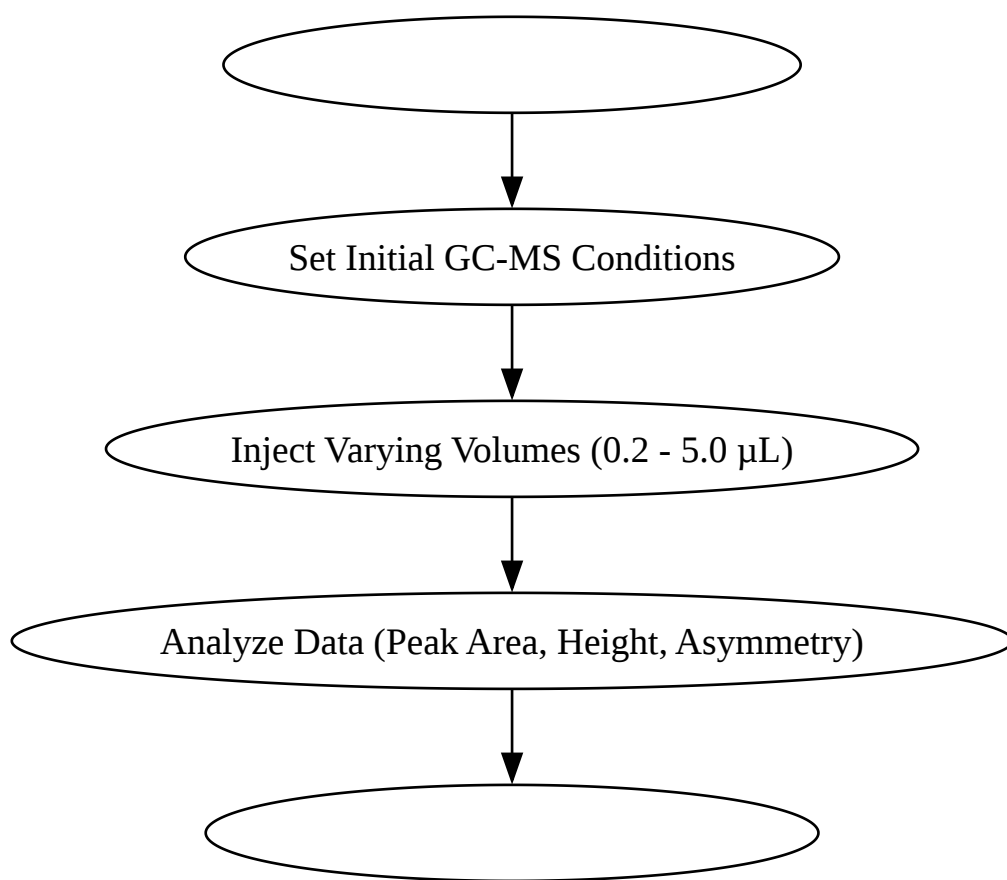 Set Initial GC-MS Conditions
Inject Varying Volumes (0.2 - 5.0 µL)
Analyze Data (Peak Area, Height, Asymmetry)